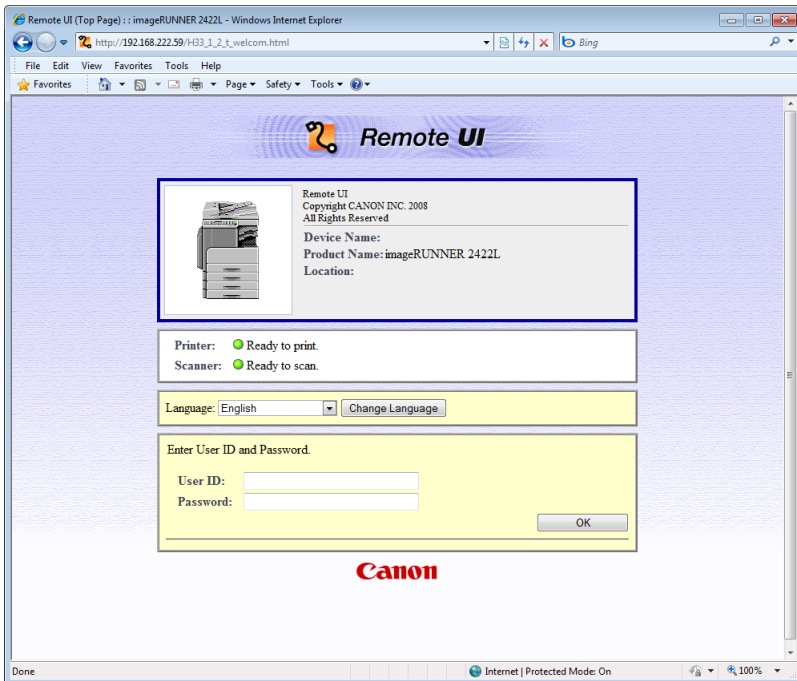 Remote UI (Top Page) : : imageRUNNER 2422L - Windows Internet Explorer
http://192.168.222.59/H33_1_2_t_welcom.html
Bing
File Edit View Favorites Tools Help
Favorites Page Safety Tools
Remote UI
Remote UI
Copyright CANON INC. 2008
All Rights Reserved
Device Name:
Product Name: imageRUNNER 2422L
Location:
Printer: Ready to print.
Scanner: Ready to scan.
Language: English Change Language
Enter User ID and Password.
User ID:
Password:
OK
Canon
Done Internet | Protected Mode: On 100%